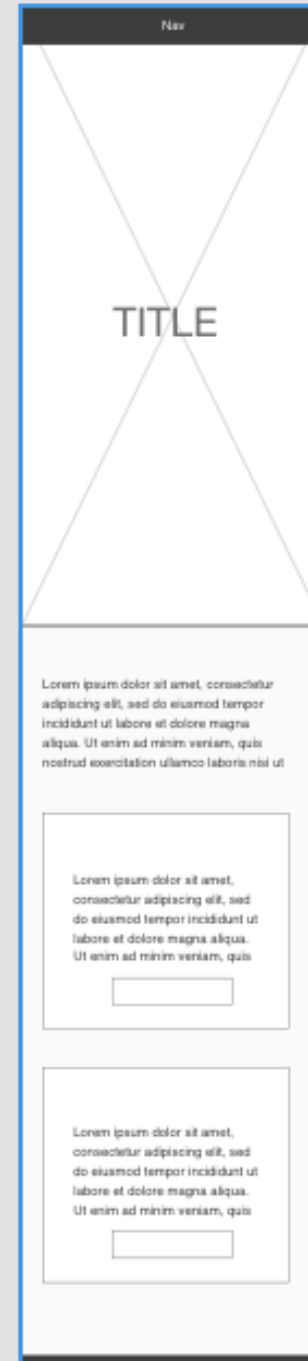 Nav
TITLE
Lorem ipsum dolor sit amet, consectetur
adipiscing elit, sed do eiusmod tempor
incididunt ut labore et dolore magna
aliqua. Ut enim ad minim veniam, quis
nostrud exercitation ullamco laboris nisi ut
Lorem ipsum dolor sit amet,
consectetur adipiscing elit, sed
do eiusmod tempor incididunt ut
labore et dolore magna aliqua.
Ut enim ad minim veniam, quis
Lorem ipsum dolor sit amet,
consectetur adipiscing elit, sed
do eiusmod tempor incididunt ut
labore et dolore magna aliqua.
Ut enim ad minim veniam, quis